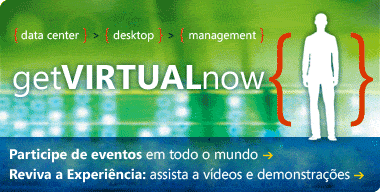 { data center } > { desktop } > { management }
getVIRTUALnow
Participe de eventos em todo o mundo →
Reviva a Experiência: assista a vídeos e demonstrações →